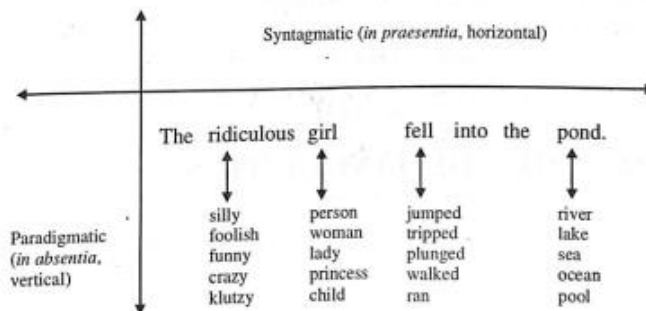 Syntagmatic (in praesentia, horizontal)
The ridiculous girl fell into the pond.
silly person jumped river
foolish woman tripped lake
funny lady plunged sea
crazy princess walked ocean
klutzy child ran pool
Paradigmatic
(in absentia,
vertical)